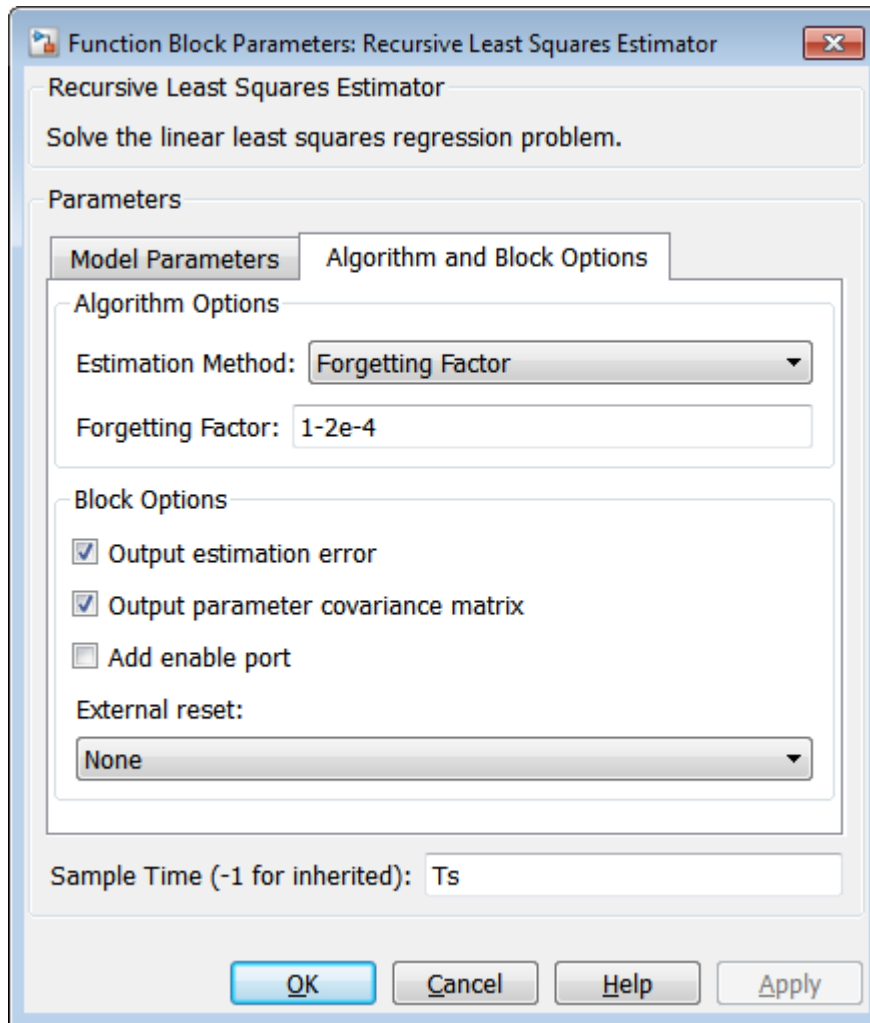 Function Block Parameters: Recursive Least Squares Estimator
Recursive Least Squares Estimator
Solve the linear least squares regression problem.
Parameters
Model Parameters
Algorithm and Block Options
Algorithm Options
Estimation Method: Forgetting Factor
Forgetting Factor: 1-2e-4
Block Options
Output estimation error
Output parameter covariance matrix
Add enable port
External reset:
None
Sample Time (-1 for inherited): Ts
OK Cancel Help Apply